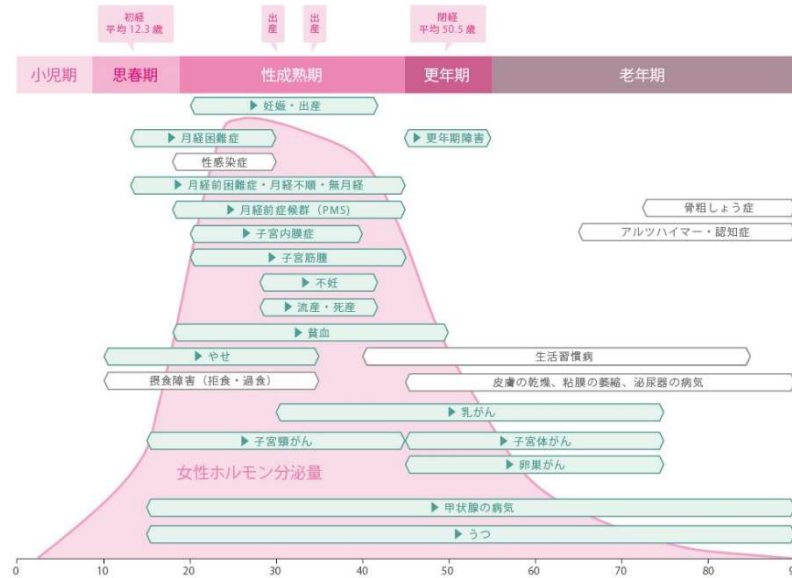 初経
平均 12.3 歳
出産
出産
閉経
平均 50.5 歳
小児期 思春期 性成熟期 更年期 老年期
▶ 妊娠・出産
▶ 月経困難症 ▶ 更年期障害
性感染症
▶ 月経前困難症・月経不順・無月経
▶ 月経前症候群（PMS) 骨粗しょう症
▶ 子宮内膜症 アルツハイマー・認知症
▶ 子宮筋腫
▶ 不妊
▶ 流産・死産
▶ 貧血
▶ やせ 生活習慣病
摂食障害（拒食・過食） 皮膚の乾燥、粘膜の萎縮、泌尿器の病気
▶ 乳がん
▶ 子宮頸がん ▶ 子宮体がん
▶ 卵巣がん
女性ホルモン分泌量
▶ 甲状腺の病気
▶ うつ
0 10 20 30 40 50 60 70 80